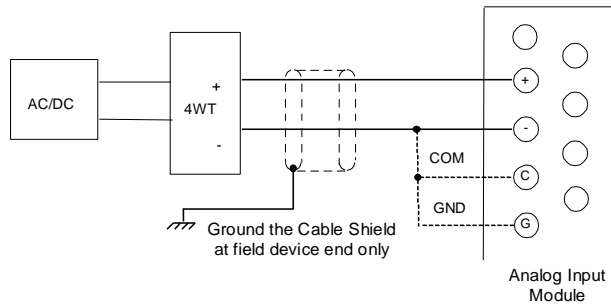 AC/DC
4WT
+
-
+
-
COM
C
GND
G
Ground the Cable Shield
at field device end only
Analog Input
Module